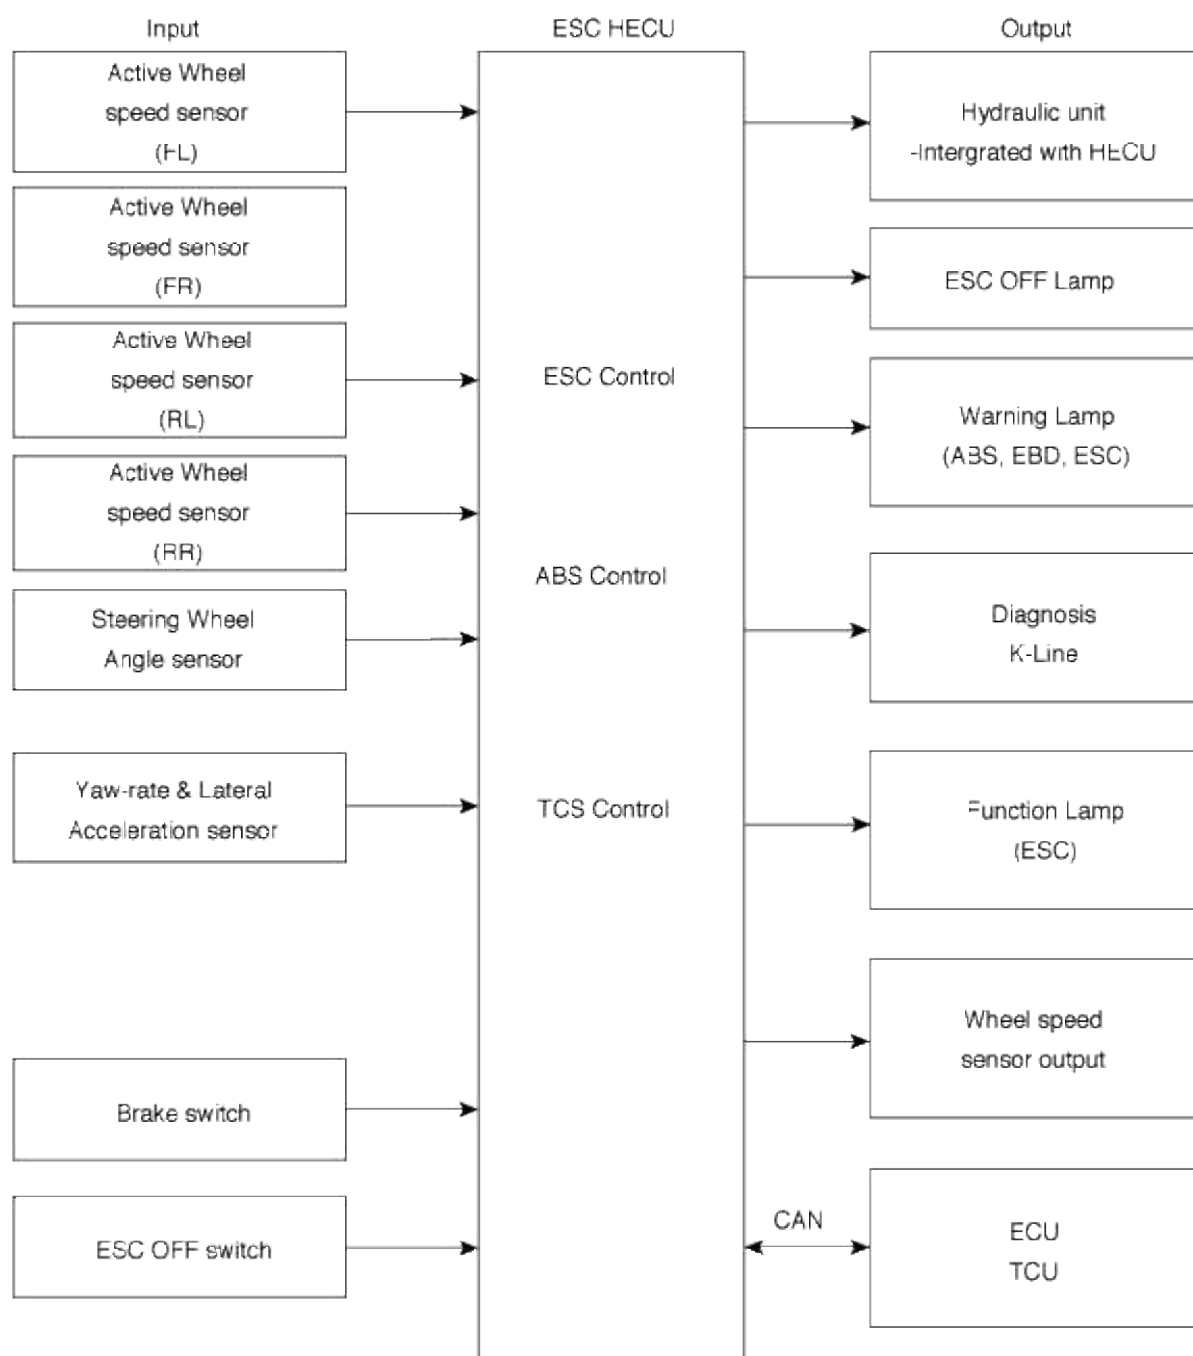 Input
Active Wheel
speed sensor
(FL)
Active Wheel
speed sensor
(FR)
Active Wheel
speed sensor
(RL)
Active Wheel
speed sensor
(RR)
Steering Wheel
Angle sensor
Yaw-rate & Lateral
Acceleration sensor
Brake switch
ESC OFF switch
ESC HECU
ESC Control
ABS Control
TCS Control
CAN
Output
Hydraulic unit
-Intergrated with HECU
ESC OFF Lamp
Warning Lamp
(ABS, EBD, ESC)
Diagnosis
K-Line
Function Lamp
(ESC)
Wheel speed
sensor output
ECU
TCU